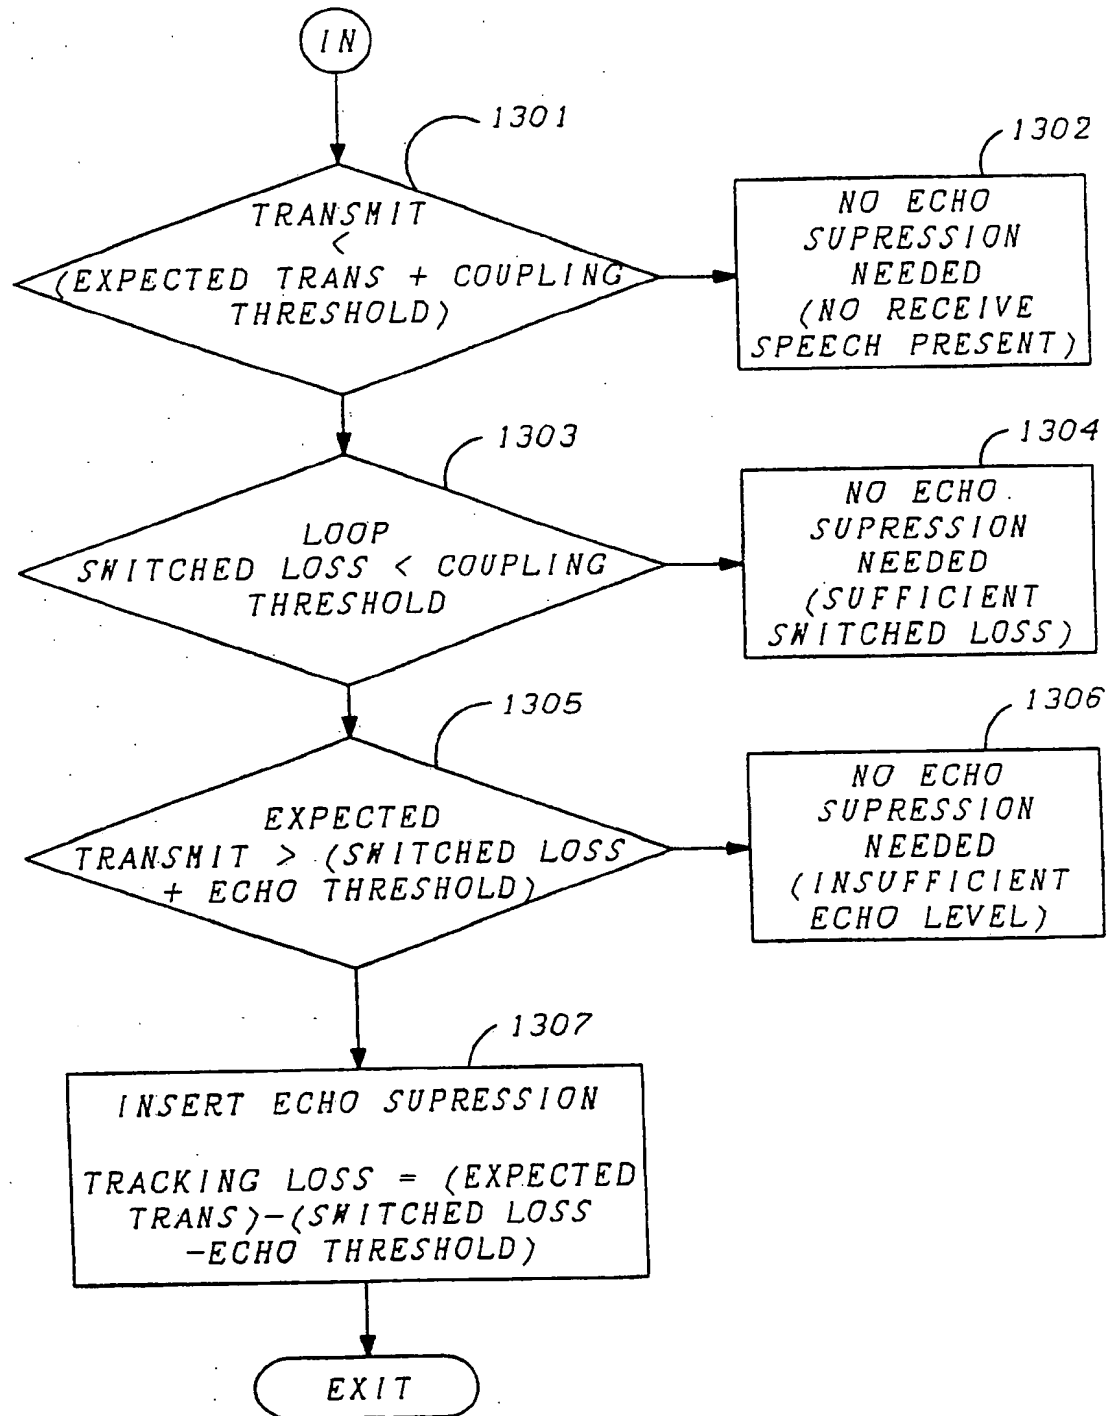 IN
1301
TRANSMIT
<
(EXPECTED TRANS + COUPLING
THRESHOLD)
1302
NO ECHO
SUPRESSION
NEEDED
(NO RECEIVE
SPEECH PRESENT)
1303
LOOP
SWITCHED LOSS < COUPLING
THRESHOLD
1304
NO ECHO
SUPRESSION
NEEDED
(SUFFICIENT
SWITCHED LOSS)
1305
EXPECTED
TRANSMIT > (SWITCHED LOSS
+ ECHO THRESHOLD)
1306
NO ECHO
SUPRESSION
NEEDED
(INSUFFICIENT
ECHO LEVEL)
1307
INSERT ECHO SUPRESSION
TRACKING LOSS = (EXPECTED
TRANS)-(SWITCHED LOSS
-ECHO THRESHOLD)
EXIT